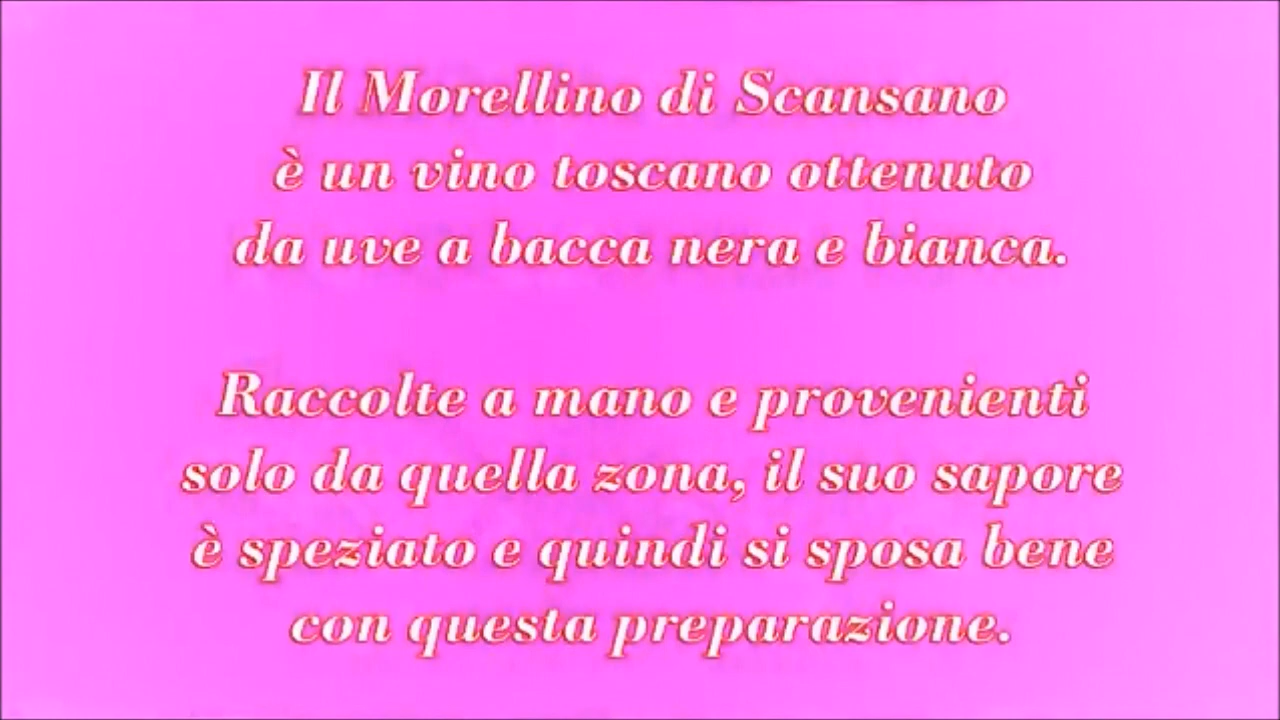 Il Morellino di Scansano
è un vino toscano ottenuto
da uve a bacca nera e bianca.
Raccolte a mano e provenienti
solo da quella zona, il suo sapore
è speziato e quindi si sposa bene
con questa preparazione.